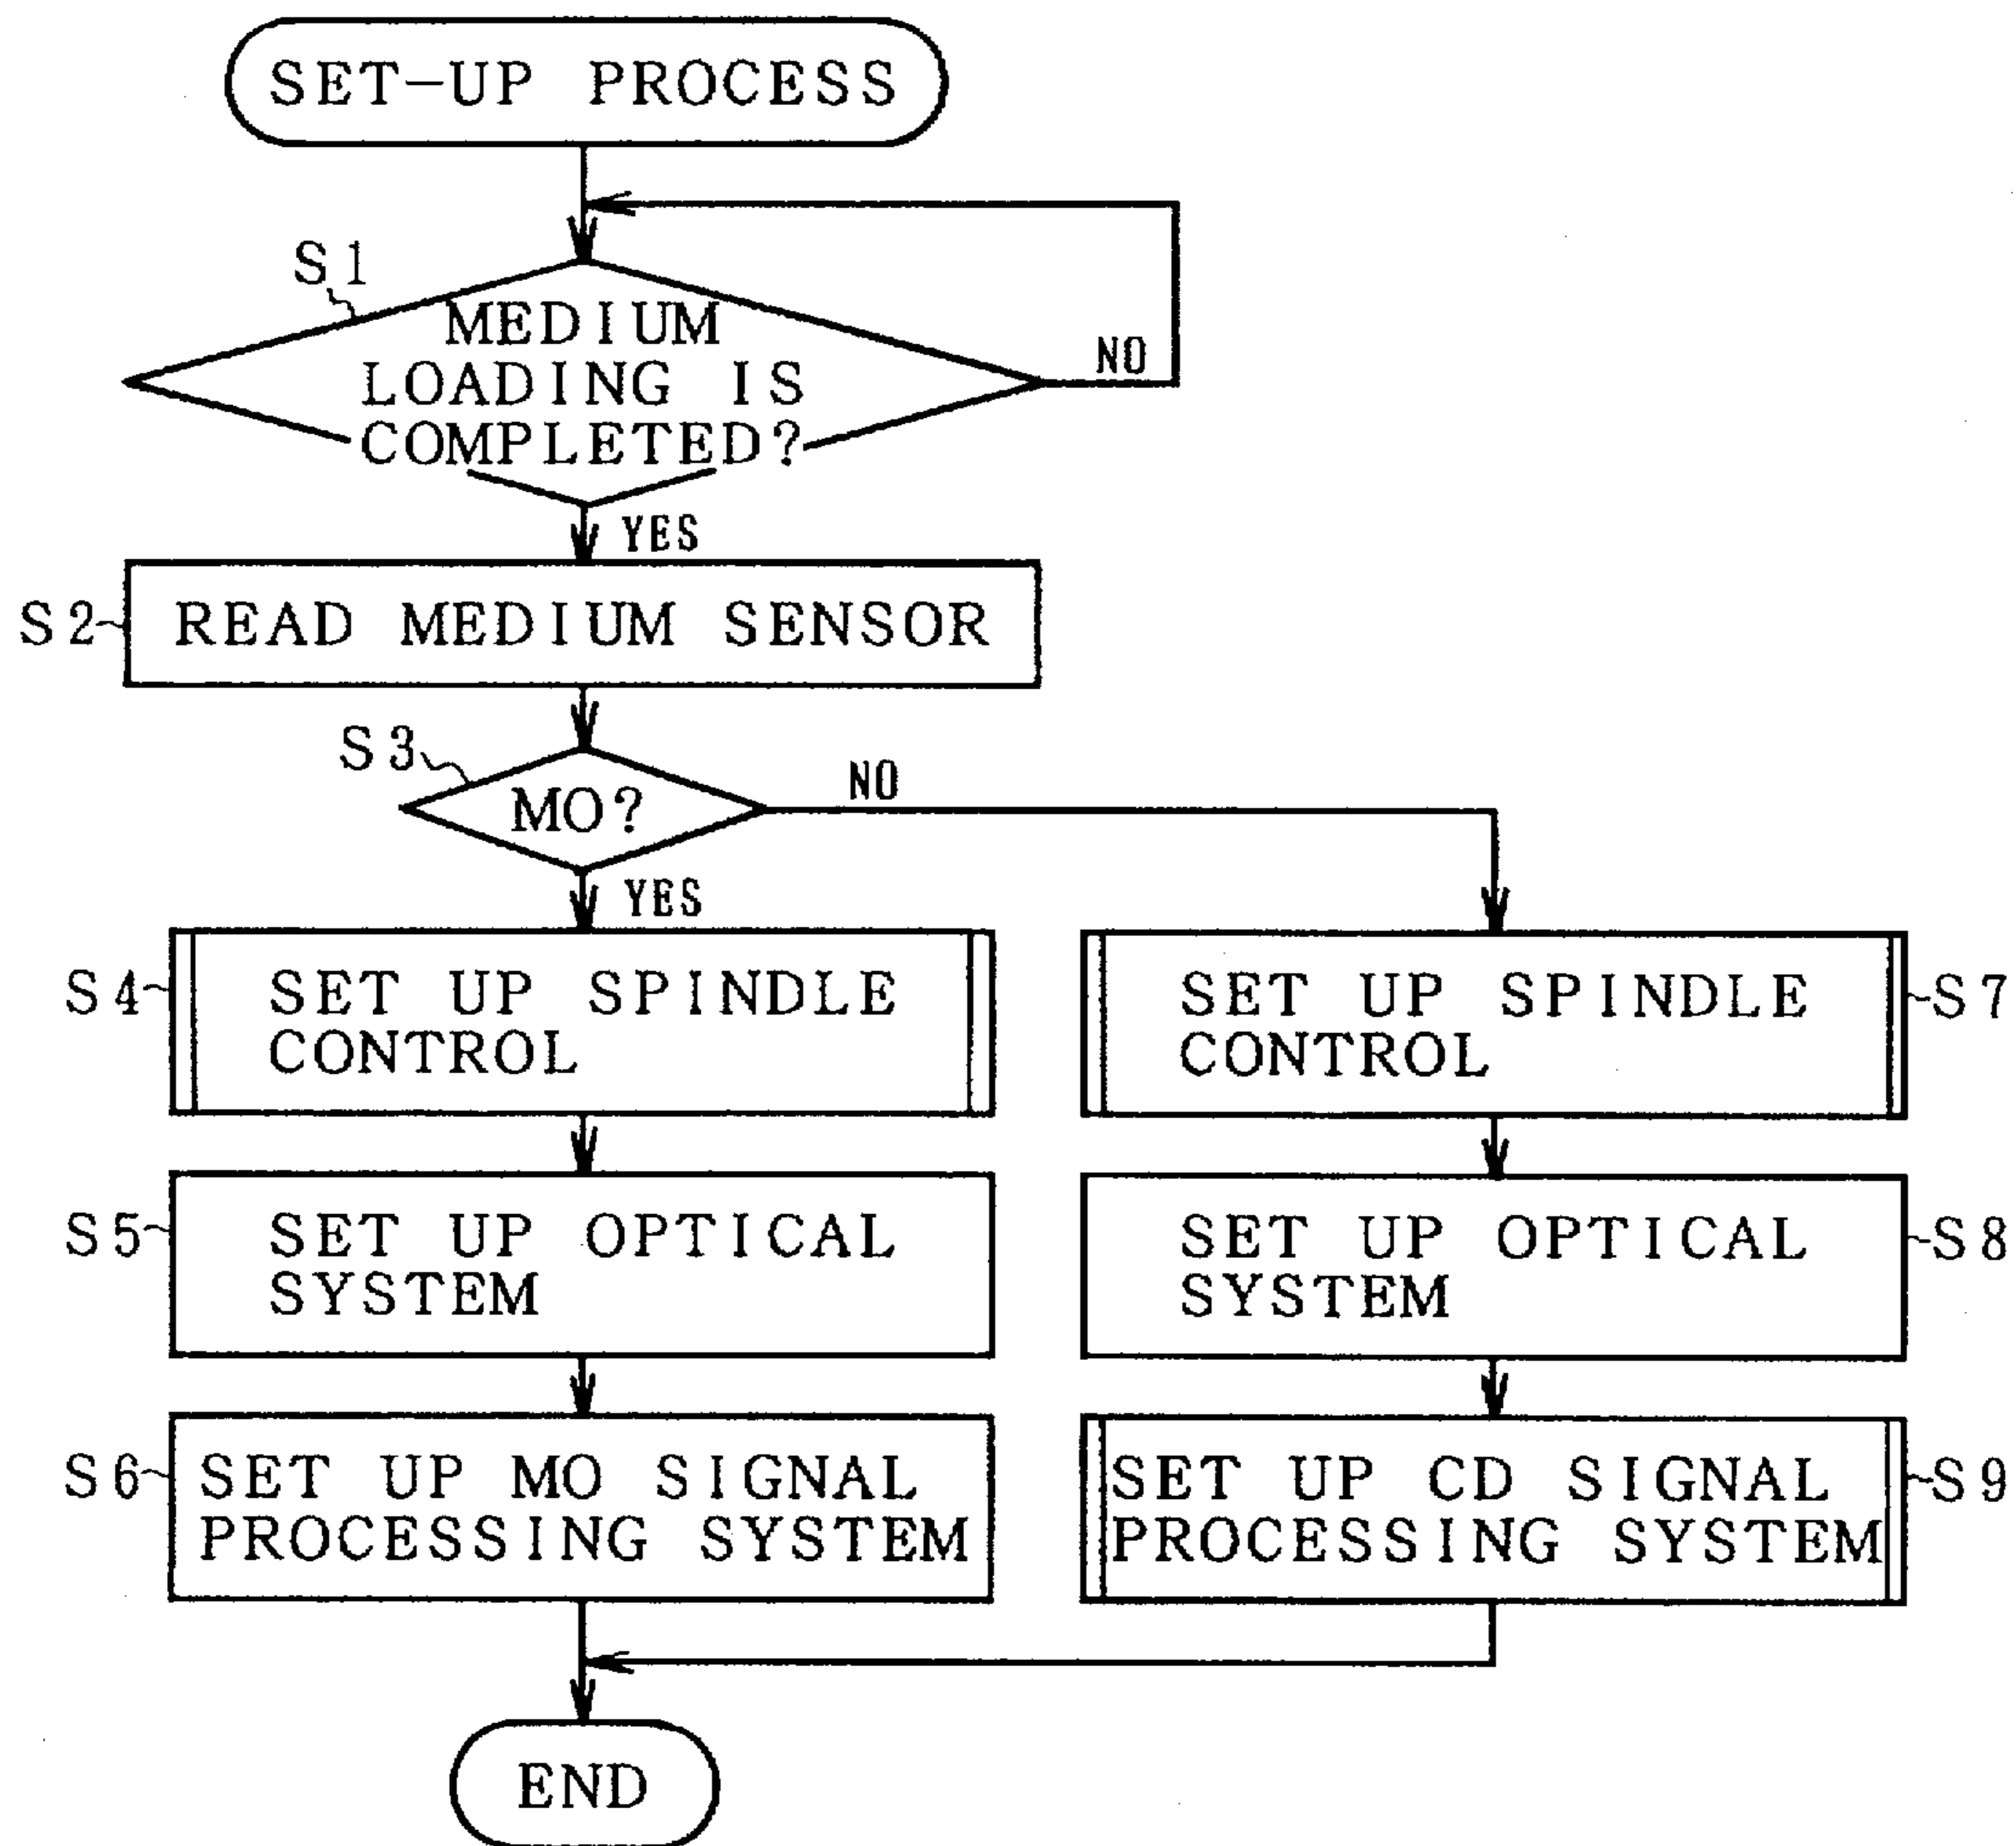 SET-UP PROCESS
S1
MEDIUM
LOADING IS
COMPLETED?
NO
YES
S2
READ MEDIUM SENSOR
S3
MO?
NO
YES
S4
SET UP SPINDLE
CONTROL
SET UP SPINDLE
CONTROL
S7
S5
SET UP OPTICAL
SYSTEM
SET UP OPTICAL
SYSTEM
S8
S6
SET UP MO SIGNAL
PROCESSING SYSTEM
SET UP CD SIGNAL
PROCESSING SYSTEM
S9
END